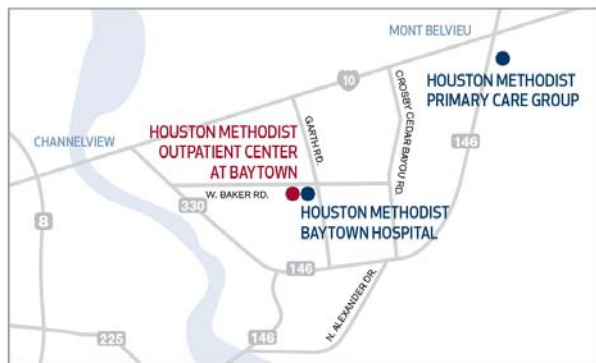 MONT BELVIEU
10
HOUSTON METHODIST
PRIMARY CARE GROUP
CHANNELVIEW
HOUSTON METHODIST
OUTPATIENT CENTER
AT BAYTOWN
GARTH RD.
CROSBY CEDAR BAYOU RD.
146
W. BAKER RD.
330
8
HOUSTON METHODIST
BAYTOWN HOSPITAL
146
N. ALEXANDER DR.
225
146